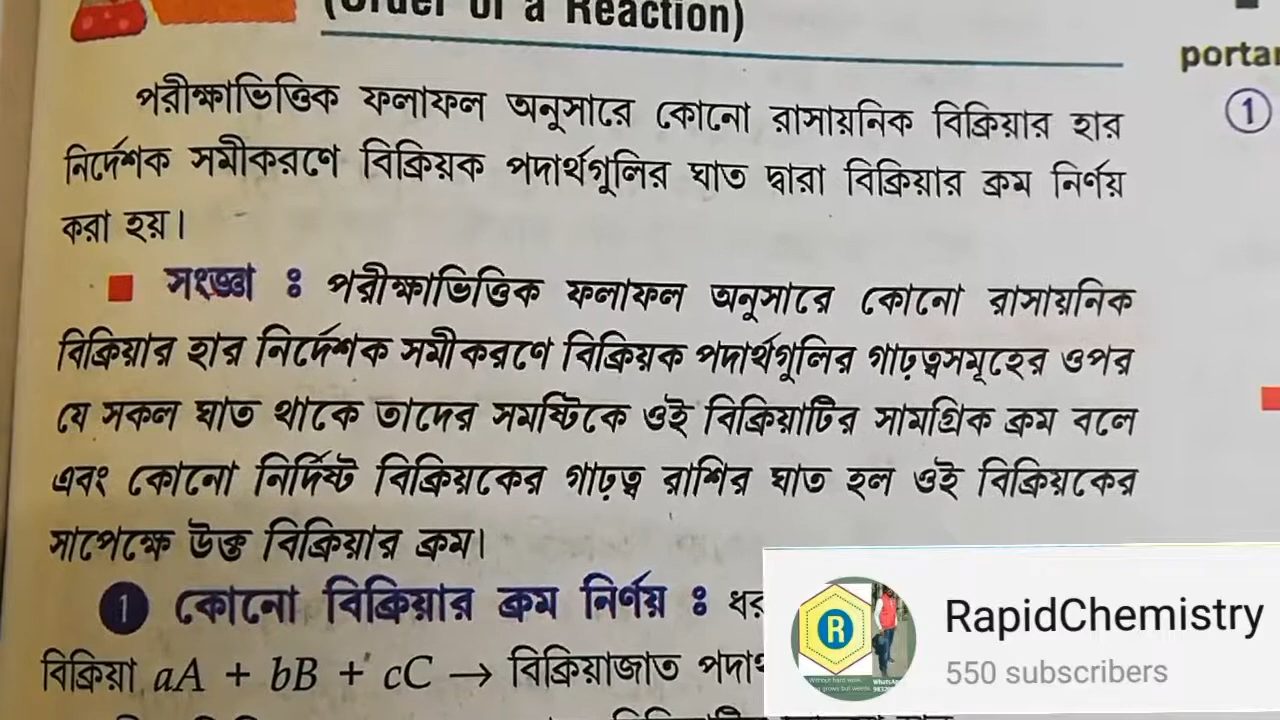 (Order of a Reaction)
পরীক্ষাভিত্তিক ফলাফল অনুসারে কোনো রাসায়নিক বিক্রিয়ার হার
নির্দেশক সমীকরণে বিক্রিয়ক পদার্থগুলির ঘাত দ্বারা বিক্রিয়ার ক্রম নির্ণয়
করা হয়।
■ সংজ্ঞা : পরীক্ষাভিত্তিক ফলাফল অনুসারে কোনো রাসায়নিক
বিক্রিয়ার হার নির্দেশক সমীকরণে বিক্রিয়ক পদার্থগুলির গাঢ়ত্বসমূহের ওপর
যে সকল ঘাত থাকে তাদের সমষ্টিকে ওই বিক্রিয়াটির সামগ্রিক ক্রম বলে
এবং কোনো নির্দিষ্ট বিক্রিয়কের গাঢ়ত্ব রাশির ঘাত হল ওই বিক্রিয়কের
সাপেক্ষে উক্ত বিক্রিয়ার ক্রম।
1 কোনো বিক্রিয়ার ক্রম নির্ণয় : ধর
বিক্রিয়া aA + bB + cC → বিক্রিয়াজাত পদা
portan
1
R
RapidChemistry
550 subscribers